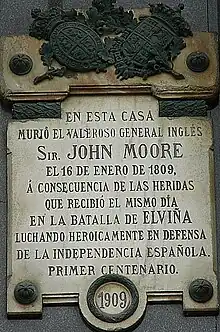 EN ESTA CASA
MURIÓ EL VALEROSO GENERAL INGLÉS
SIR. JOHN MOORE
EL 16 DE ENERO DE 1809,
Á CONSECUENCIA DE LAS HERIDAS
QUE RECIBIÓ EL MISMO DÍA
EN LA BATALLA DE ELVIÑA
LUCHANDO HEROICAMENTE EN DEFENSA
DE LA INDEPENDENCIA ESPAÑOLA.
PRIMER CENTENARIO.
1909